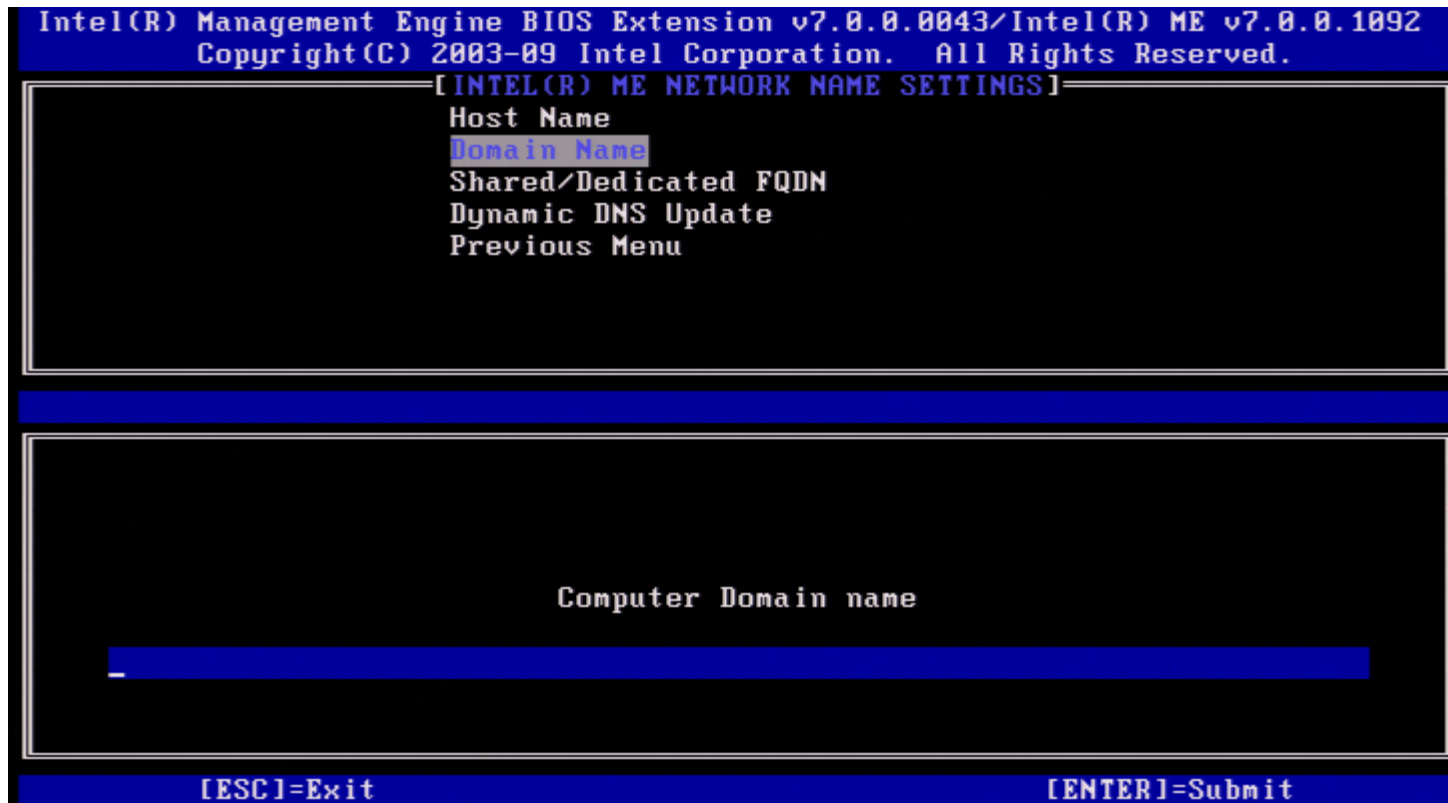 Intel(R) Management Engine BIOS Extension v7.0.0.0043/Intel(R) ME v7.0.0.1092
Copyright(C) 2003-09 Intel Corporation. All Rights Reserved.
[INTEL(R) ME NETWORK NAME SETTINGS]
Host Name
Domain Name
Shared/Dedicated FQDN
Dynamic DNS Update
Previous Menu
Computer Domain name
[ESC]=Exit [ENTER]=Submit